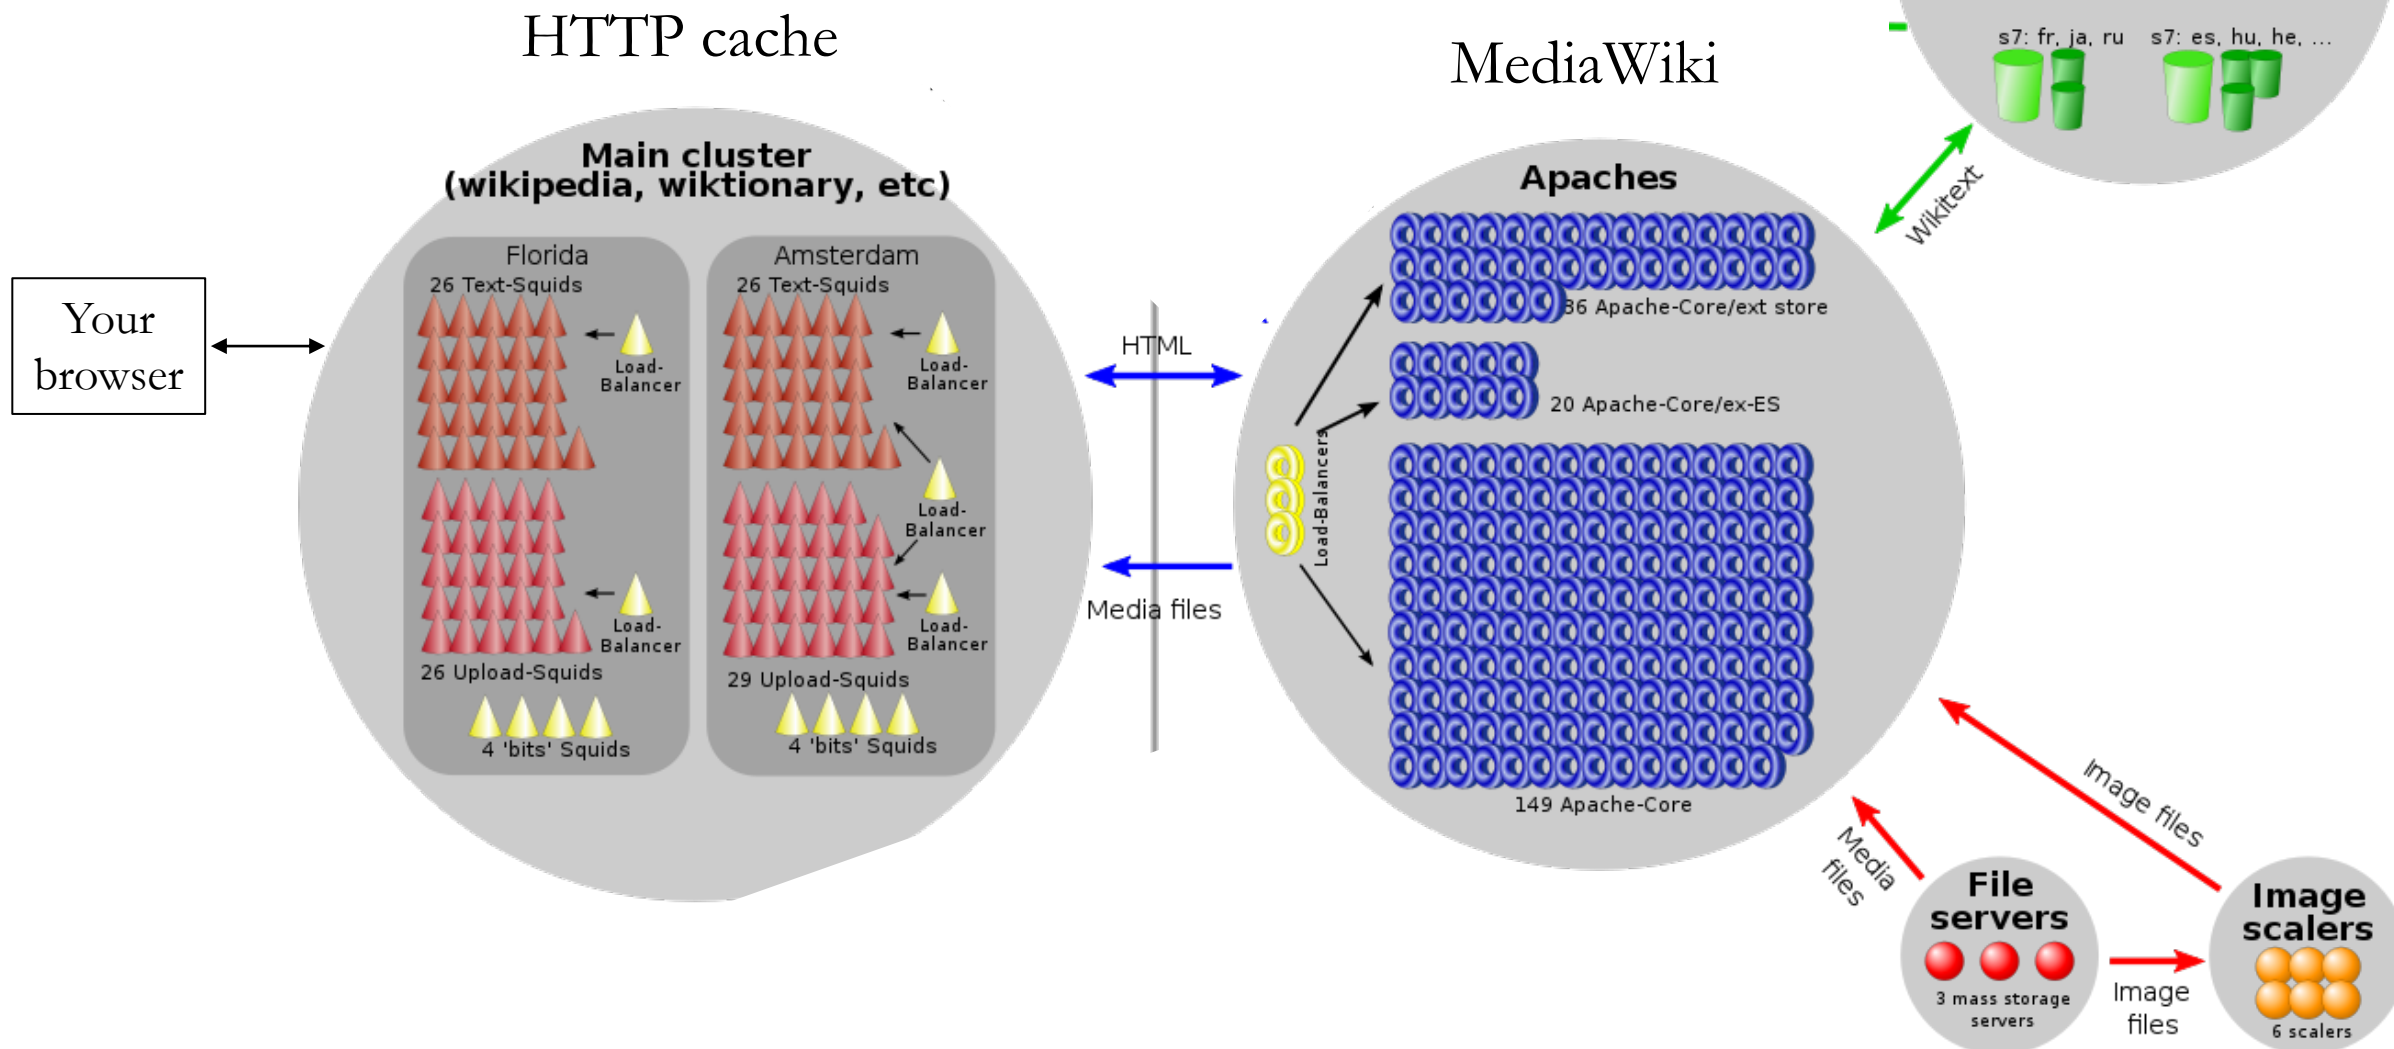 HTTP cache
MediaWiki
s7: fr, ja, ru
s7: es, hu, he, ...
Wikitext
Your
browser
Main cluster
(wikipedia, wiktionary, etc)
Florida
26 Text-Squids
Load-
Balancer
Load-
Balancer
26 Upload-Squids
4 'bits' Squids
Amsterdam
26 Text-Squids
Load-
Balancer
Load-
Balancer
Load-
Balancer
29 Upload-Squids
4 'bits' Squids
HTML
Media files
Apaches
36 Apache-Core/ext store
20 Apache-Core/ex-ES
Load-Balancers
149 Apache-Core
Image files
Media
files
File
servers
3 mass storage
servers
Image
files
Image
scalers
6 scalers